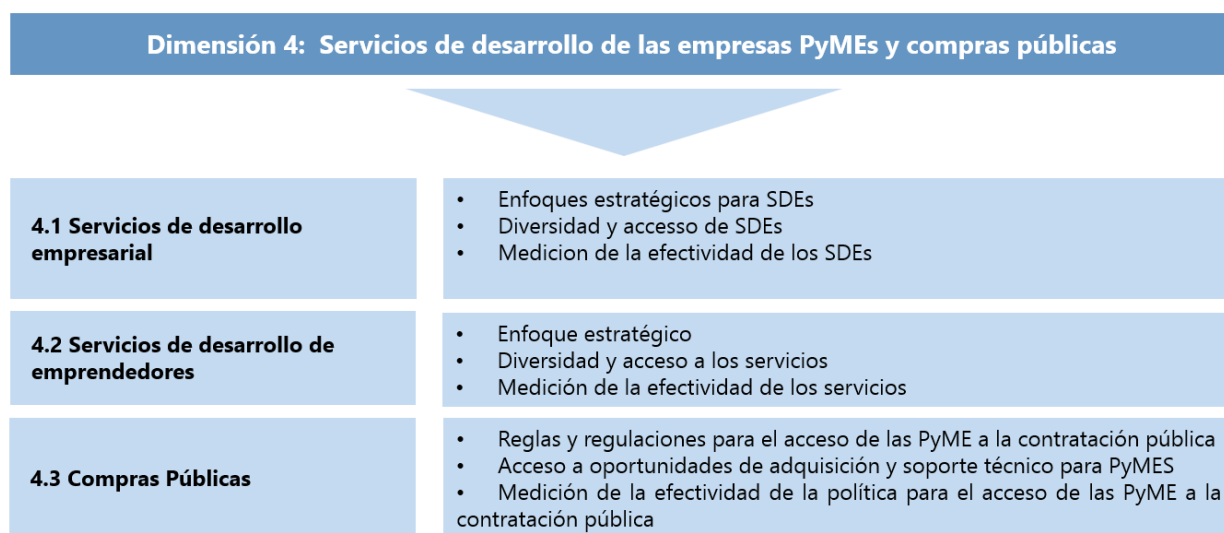 Dimensión 4: Servicios de desarrollo de las empresas PyMEs y compras públicas
4.1 Servicios de desarrollo
empresarial
• Enfoques estratégicos para SDEs
• Diversidad y accesso de SDEs
• Medicion de la efectividad de los SDEs
4.2 Servicios de desarrollo de
emprendedores
• Enfoque estratégico
• Diversidad y acceso a los servicios
• Medición de la efectividad de los servicios
4.3 Compras Públicas
• Reglas y regulaciones para el acceso de las PyME a la contratación pública
• Acceso a oportunidades de adquisición y soporte técnico para PyMES
• Medición de la efectividad de la política para el acceso de las PyME a la
contratación pública